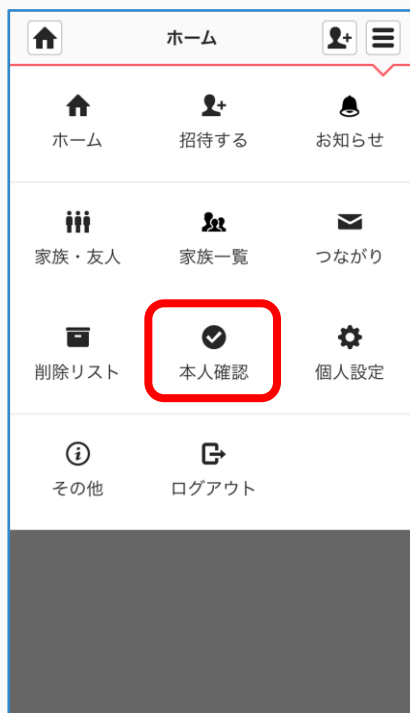 ホーム
ホーム 招待する お知らせ
家族・友人 家族一覧 つながり
削除リスト 本人確認 個人設定
その他 ログアウト